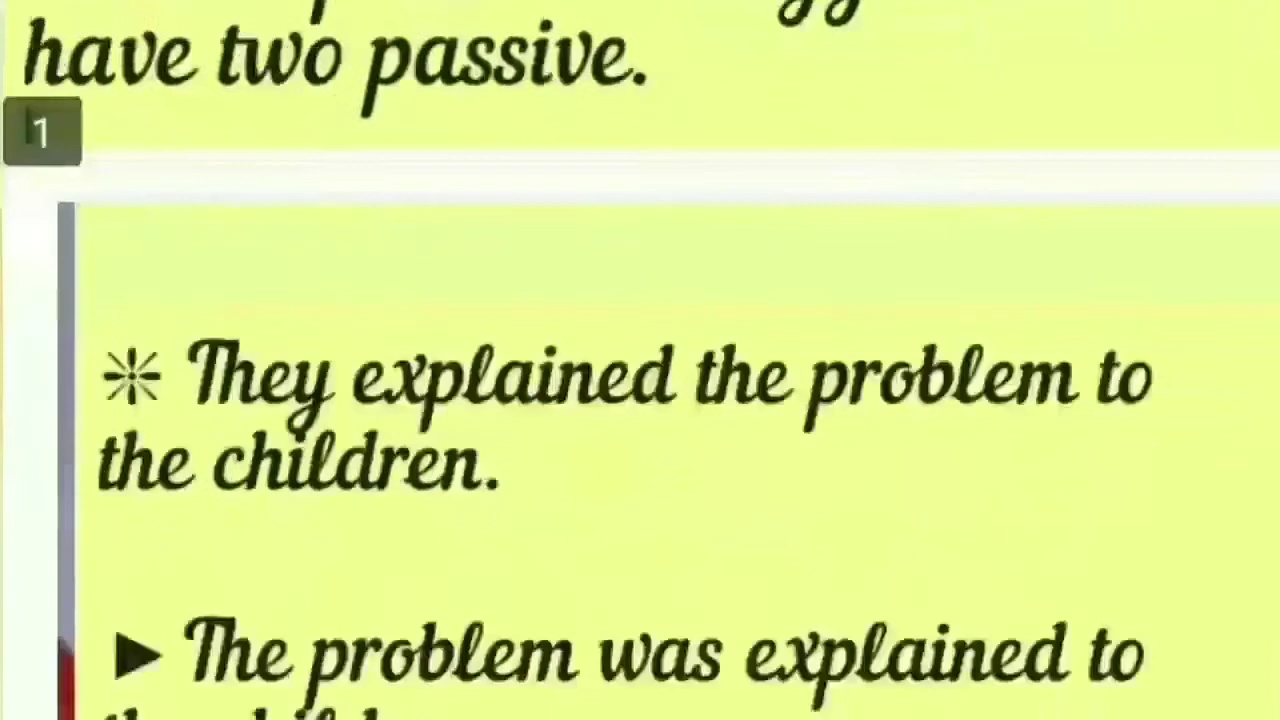 have two passive.
1
✳ They explained the problem to
the children.
► The problem was explained to